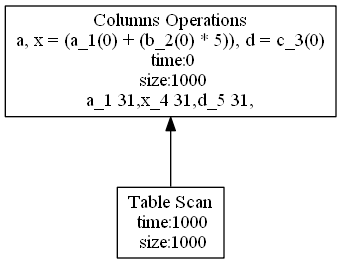 Columns Operations
a, x = (a_1(0) + (b_2(0) * 5)), d = c_3(0)
time:0
size:1000
a_1 31,x_4 31,d_5 31,
Table Scan
time:1000
size:1000